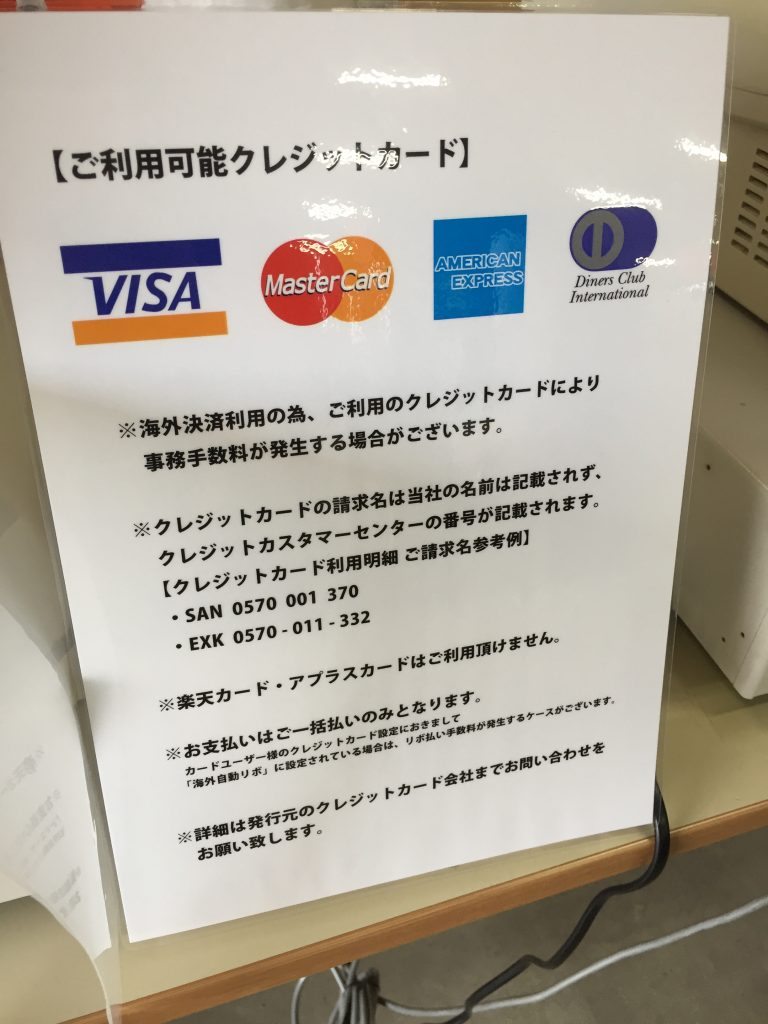 【ご利用可能クレジットカード】
VISA
MasterCard
AMERICAN
EXPRESS
Diners Club
International
※海外決済利用の為、ご利用のクレジットカードにより
事務手数料が発生する場合がございます。
※クレジットカードの請求名は当社の名前は記載されず、
クレジットカスタマーセンターの番号が記載されます。
【クレジットカード利用明細 ご請求名参考例】
・SAN 0570 001 370
・EXK 0570 - 011 - 332
※楽天カード・アプラスカードはご利用頂けません。
※お支払いはご一括払いのみとなります。
カードユーザー様のクレジットカード設定におきまして
「海外自動リボ」に設定されている場合は、リボ払い手数料が発生するケースがございます。
※詳細は発行元のクレジットカード会社までお問い合わせを
お願い致します。